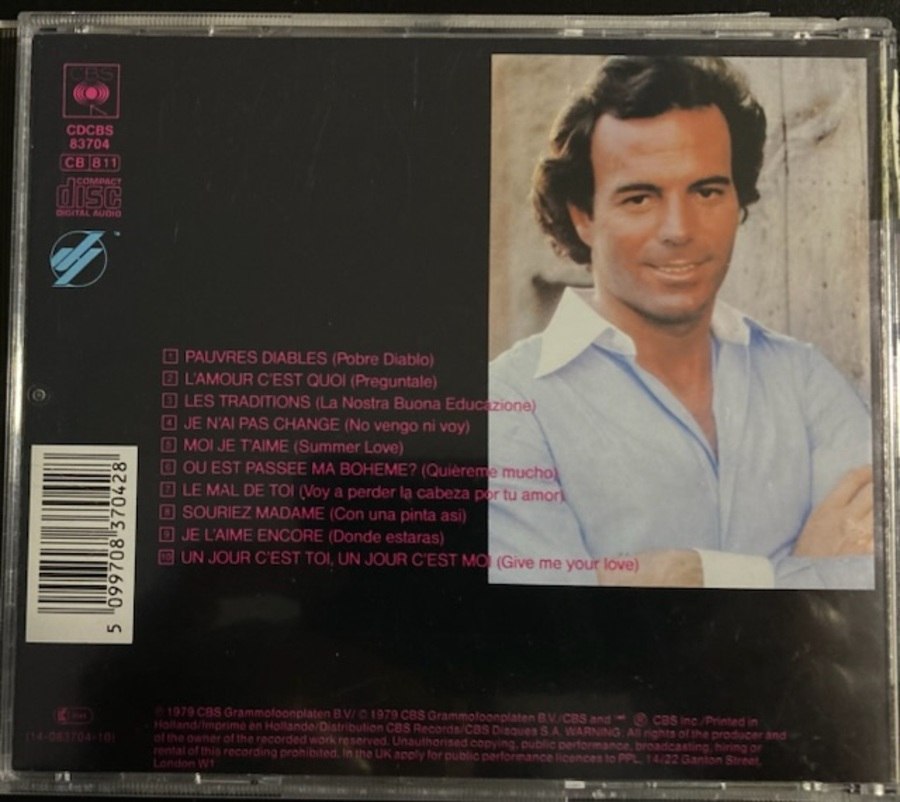 CBS
CDCBS
83704
CB 811
COMPACT
disc
DIGITAL AUDIO
TM
1 PAUVRES DIABLES (Pobre Diablo)
2 L'AMOUR C'EST QUOI (Preguntale)
3 LES TRADITIONS (La Nostra Buona Educazione)
4 JE N'AI PAS CHANGE (No vengo ni voy)
5 MOI JE T'AIME (Summer Love)
6 OU EST PASSEE MA BOHEME? (Quièreme mucho)
7 LE MAL DE TOI (Voy a perder la cabeza por tu amor)
8 SOURIEZ MADAME (Con una pinta asi)
9 JE L'AIME ENCORE (Donde estaras)
10 UN JOUR C'EST TOI, UN JOUR C'EST MOI (Give me your love)
5 099708 370428
(14-083704-10)
℗ 1979 CBS Grammofoonplaten B.V./ © 1979 CBS Grammofoonplaten B.V./CBS and ℗ CBS Inc./Printed in
Holland/Imprimé en Hollande/Distribution CBS Records/CBS Disques S.A. WARNING. All rights of the producer and
of the owner of the recorded work reserved. Unauthorised copying, public performance, broadcasting, hiring or
rental of this recording prohibited. In the UK apply for public performance licences to PPL, 14/22 Ganton Street,
London W1.